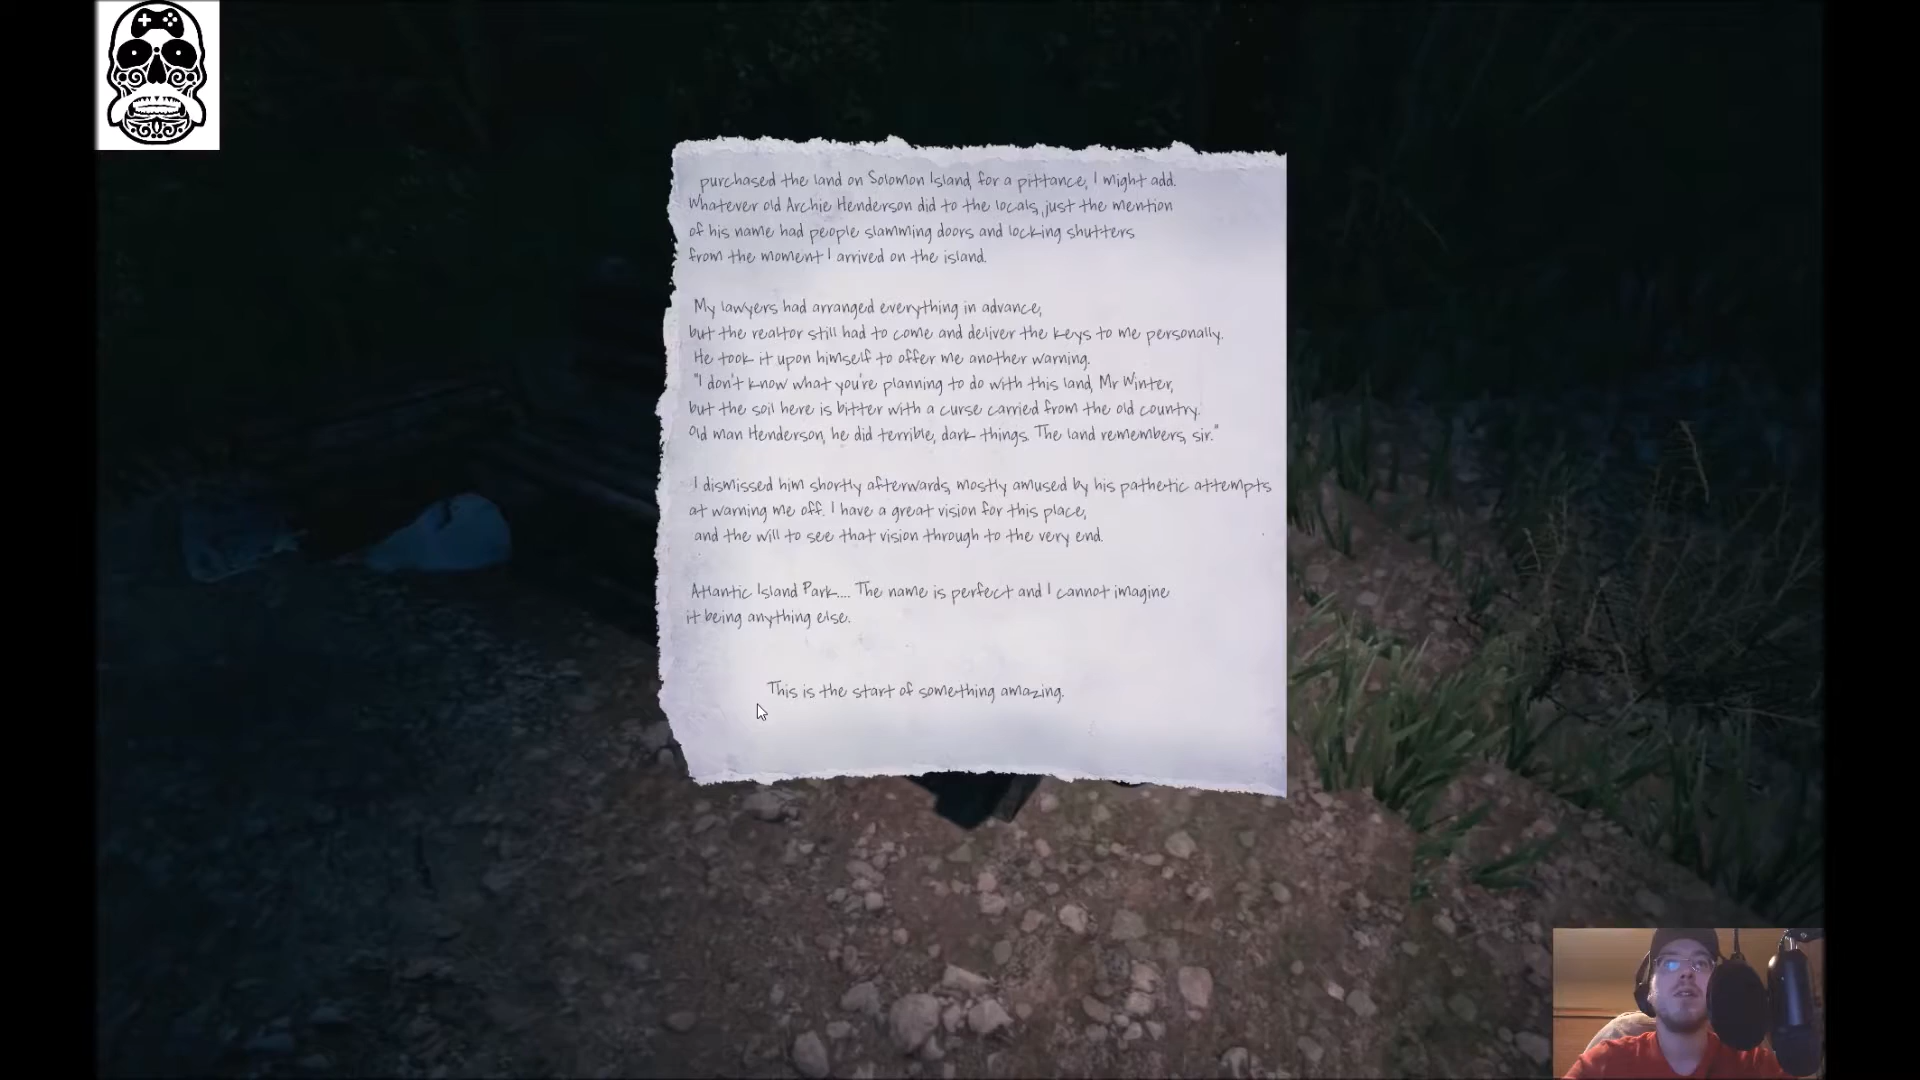 purchased the land on Solomon Island, for a pittance, I might add.
Whatever old Archie Henderson did to the locals, just the mention
of his name had people slamming doors and locking shutters
from the moment I arrived on the island.
My lawyers had arranged everything in advance,
but the realtor still had to come and deliver the keys to me personally.
He took it upon himself to offer me another warning.
"I don't know what you're planning to do with this land, Mr Winter,
but the soil here is bitter with a curse carried from the old country.
Old man Henderson, he did terrible, dark things. The land remembers, sir."
I dismissed him shortly afterwards, mostly amused by his pathetic attempts
at warning me off. I have a great vision for this place,
and the will to see that vision through to the very end.
Atlantic Island Park.... The name is perfect and I cannot imagine
it being anything else.
This is the start of something amazing.